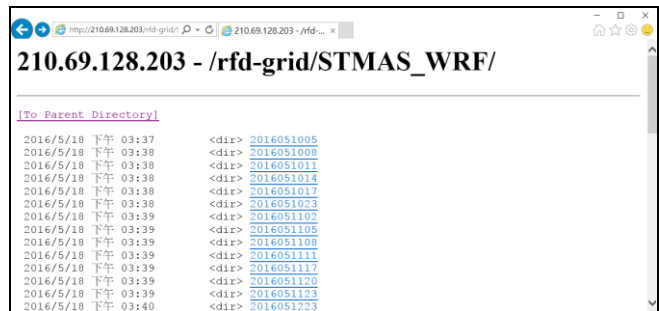 http://210.69.128.203/rfd-grid/S
210.69.128.203 - /rfd-...
210.69.128.203 - /rfd-grid/STMAS_WRF/
[To Parent Directory]
2016/5/18 下午 03:37 <dir> 2016051005
2016/5/18 下午 03:38 <dir> 2016051008
2016/5/18 下午 03:38 <dir> 2016051011
2016/5/18 下午 03:38 <dir> 2016051014
2016/5/18 下午 03:38 <dir> 2016051017
2016/5/18 下午 03:38 <dir> 2016051023
2016/5/18 下午 03:39 <dir> 2016051102
2016/5/18 下午 03:39 <dir> 2016051105
2016/5/18 下午 03:39 <dir> 2016051108
2016/5/18 下午 03:39 <dir> 2016051111
2016/5/18 下午 03:39 <dir> 2016051117
2016/5/18 下午 03:39 <dir> 2016051120
2016/5/18 下午 03:39 <dir> 2016051123
2016/5/18 下午 03:40 <dir> 2016051223